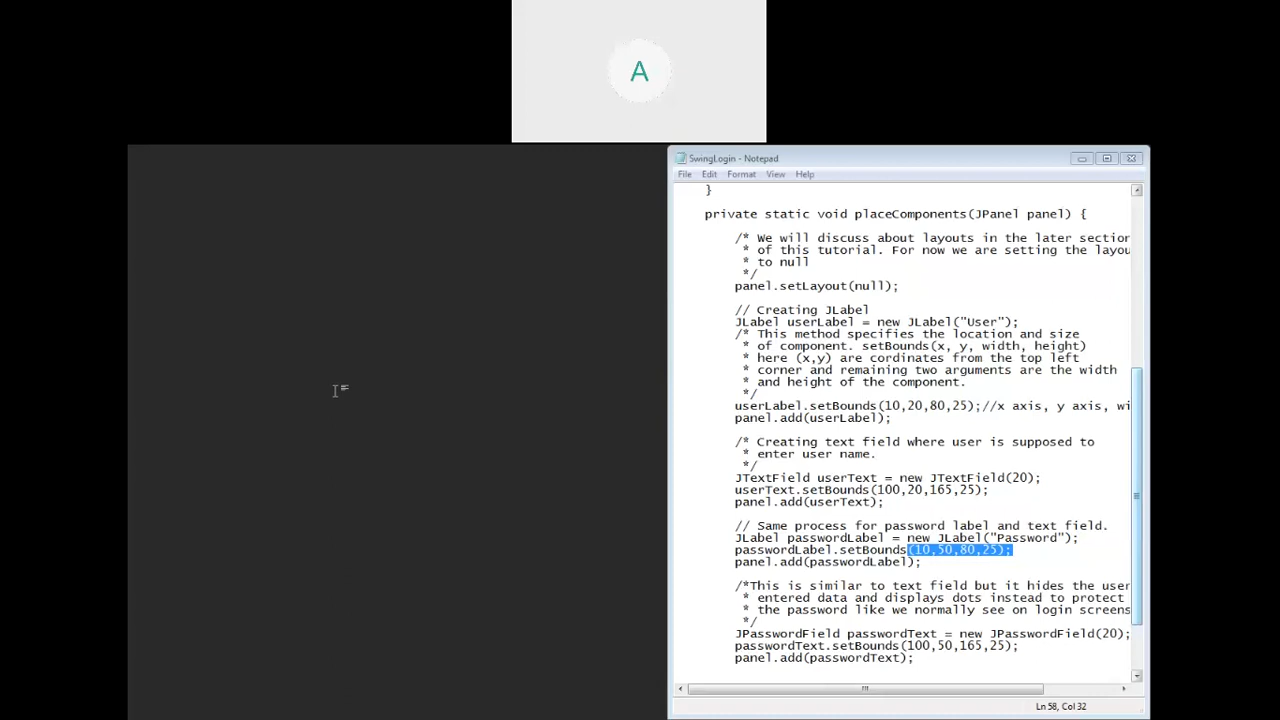 A
SwingLogin - Notepad
File Edit Format View Help
}
private static void placeComponents(JPanel panel) {
/* We will discuss about layouts in the later section
* of this tutorial. For now we are setting the layou
* to null
*/
panel.setLayout(null);
// Creating JLabel
JLabel userLabel = new JLabel("User");
/* This method specifies the location and size
* of component. setBounds(x, y, width, height)
* here (x,y) are cordinates from the top left
* corner and remaining two arguments are the width
* and height of the component.
*/
userLabel.setBounds(10,20,80,25);//x axis, y axis, wi
panel.add(userLabel);
/* Creating text field where user is supposed to
* enter user name.
*/
JTextField userText = new JTextField(20);
userText.setBounds(100,20,165,25);
panel.add(userText);
// Same process for password label and text field.
JLabel passwordLabel = new JLabel("Password");
passwordLabel.setBounds(10,50,80,25);
panel.add(passwordLabel);
/*This is similar to text field but it hides the user
* entered data and displays dots instead to protect
* the password like we normally see on login screens
*/
JPasswordField passwordText = new JPasswordField(20);
passwordText.setBounds(100,50,165,25);
panel.add(passwordText);
Ln 58, Col 32